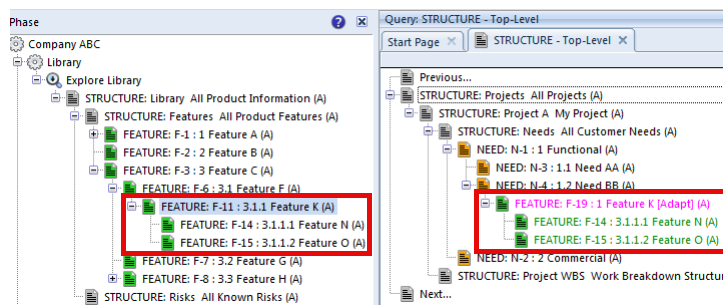 Phase
Company ABC
Library
Explore Library
STRUCTURE: Library All Product Information (A)
STRUCTURE: Features All Product Features (A)
FEATURE: F-1 : 1 Feature A (A)
FEATURE: F-2 : 2 Feature B (A)
FEATURE: F-3 : 3 Feature C (A)
FEATURE: F-6 : 3.1 Feature F (A)
FEATURE: F-11 : 3.1.1 Feature K (A)
FEATURE: F-14 : 3.1.1.1 Feature N (A)
FEATURE: F-15 : 3.1.1.2 Feature O (A)
FEATURE: F-7 : 3.2 Feature G (A)
FEATURE: F-8 : 3.3 Feature H (A)
STRUCTURE: Risks All Known Risks (A)
Query: STRUCTURE - Top-Level
Start Page STRUCTURE - Top-Level
Previous...
STRUCTURE: Projects All Projects (A)
STRUCTURE: Project A My Project (A)
STRUCTURE: Needs All Customer Needs (A)
NEED: N-1 : 1 Functional (A)
NEED: N-3 : 1.1 Need AA (A)
NEED: N-4 : 1.2 Need BB (A)
FEATURE: F-19 : 1 Feature K [Adapt] (A)
FEATURE: F-14 : 3.1.1.1 Feature N (A)
FEATURE: F-15 : 3.1.1.2 Feature O (A)
NEED: N-2 : 2 Commercial (A)
STRUCTURE: Project WBS Work Breakdown Structur
Next...